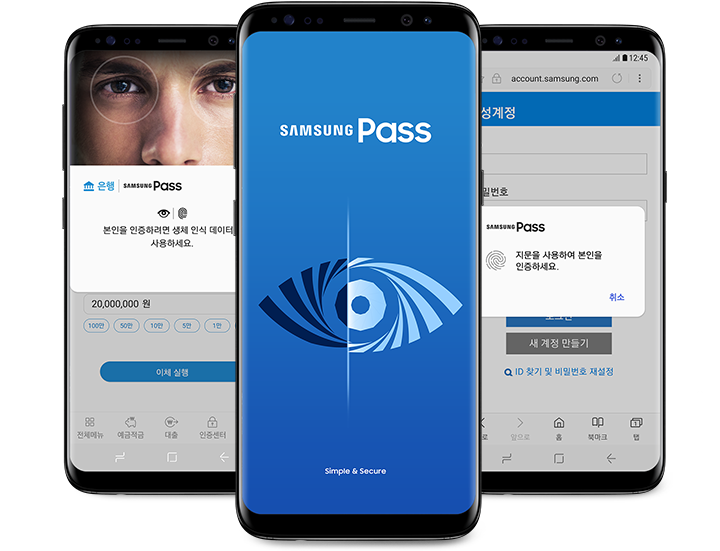 은행 SAMSUNG Pass
본인을 인증하려면 생체 인식 데이터
사용하세요.
20,000,000 원
100만 50만 10만 5만 1만
이체 실행
전체메뉴 예금적금 대출 인증센터
SAMSUNG Pass
Simple & Secure
12:45
account.samsung.com
성계정
밀번호
SAMSUNG Pass
지문을 사용하여 본인을
인증하세요.
취소
새 계정 만들기
ID 찾기 및 비밀번호 재설정
로 앞으로 홈 북마크 탭
1